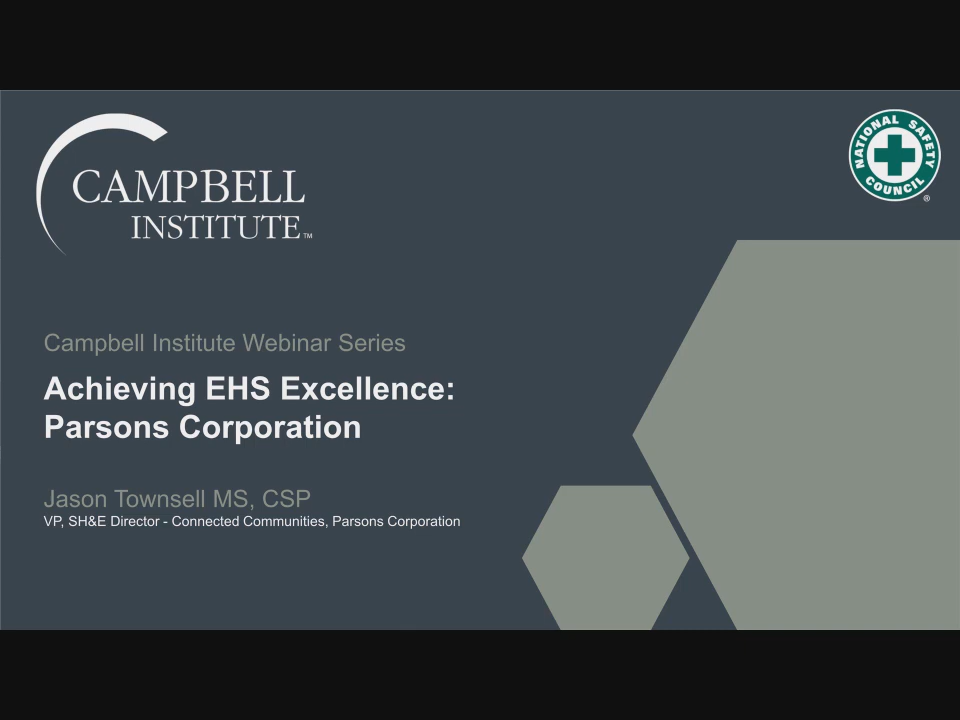 CAMPBELL
INSTITUTE™
NATIONAL SAFETY
COUNCIL
®
Campbell Institute Webinar Series
Achieving EHS Excellence:
Parsons Corporation
Jason Townsell MS, CSP
VP, SH&E Director - Connected Communities, Parsons Corporation